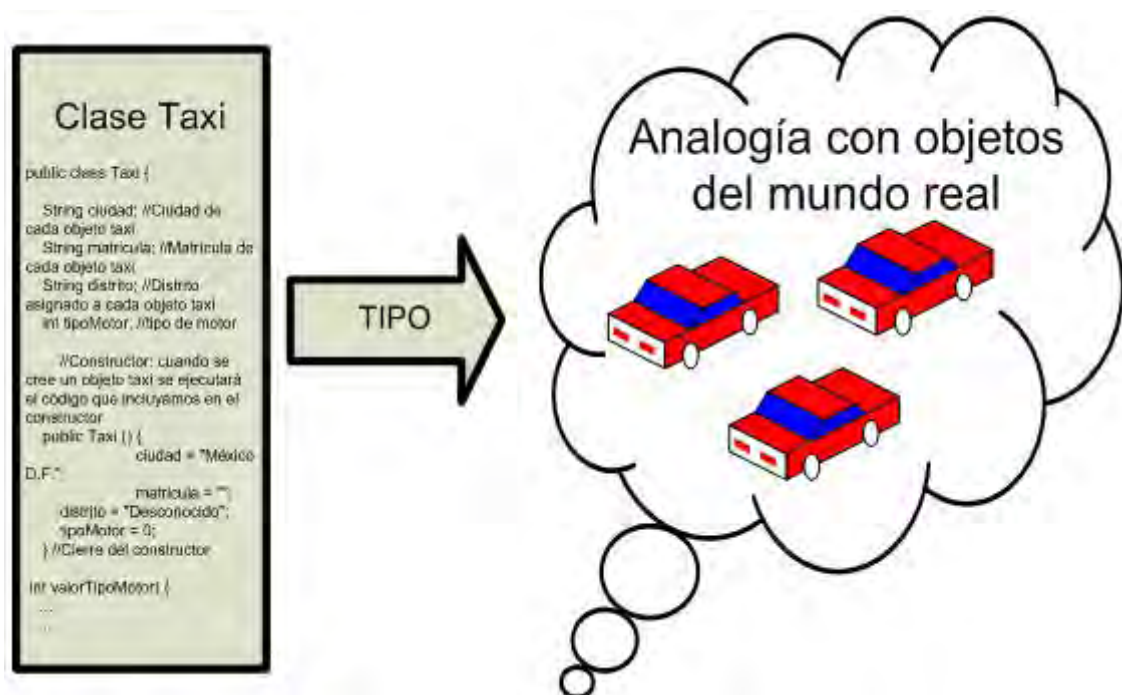 Clase Taxi
public class Taxi {
String ciudad; //Ciudad de
cada objeto taxi
String matricula; //Matrícula de
cada objeto taxi
String distrito; //Distrito
asignado a cada objeto taxi
int tipoMotor; //tipo de motor
//Constructor: cuando se
cree un objeto taxi se ejecutará
el código que incluyamos en el
constructor
public Taxi () {
ciudad = "México
D.F.";
matricula = "";
distrito = "Desconocido";
tipoMotor = 0;
} //Cierre del constructor
int valorTipoMotor( {
...
...
TIPO
Analogía con objetos
del mundo real